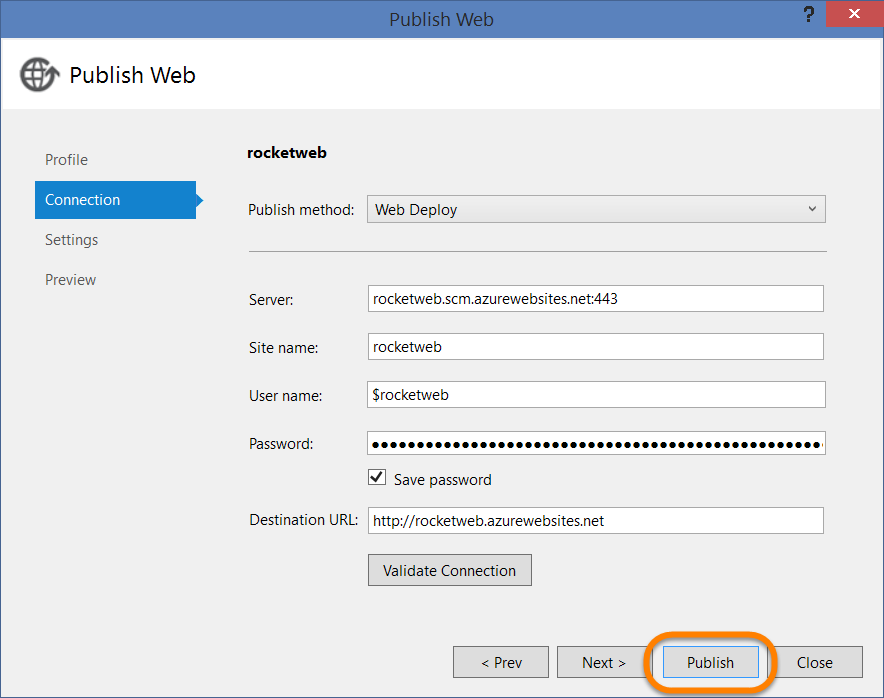 Publish Web
?
Publish Web
Profile
Connection
Settings
Preview
rocketweb
Publish method: Web Deploy
Server: rocketweb.scm.azurewebsites.net:443
Site name: rocketweb
User name: $rocketweb
Password: ••••••••••••••••••••••••••••••••••••••••••••••••••
Save password
Destination URL: http://rocketweb.azurewebsites.net
Validate Connection
< Prev Next > Publish Close